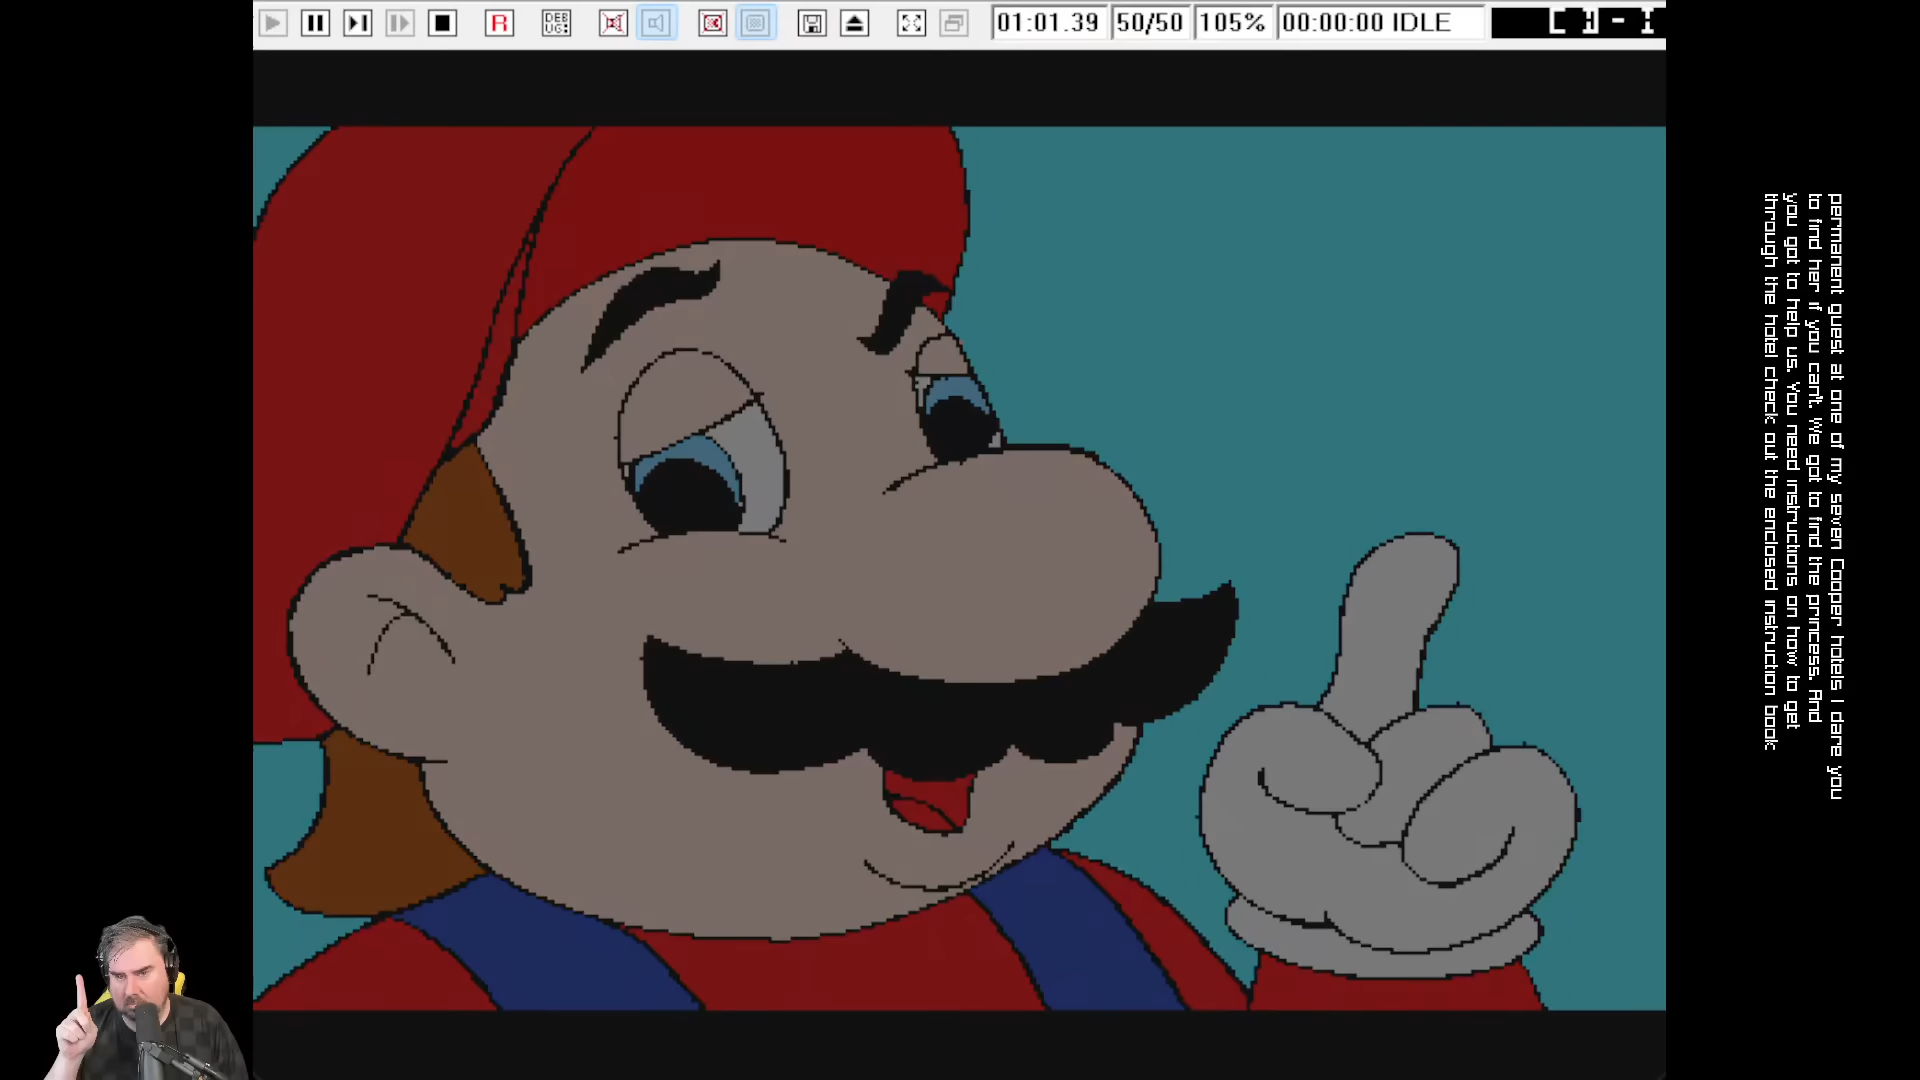 R
DEB
UG:
01:01.39
50/50
105%
00:00:00 IDLE
permanent guest at one of my seven Cooper hotels I dare you
to find her if you can't. We got to find the princess. And
you got to help us. You need instructions on how to get
through the hotel check out the enclosed instruction book